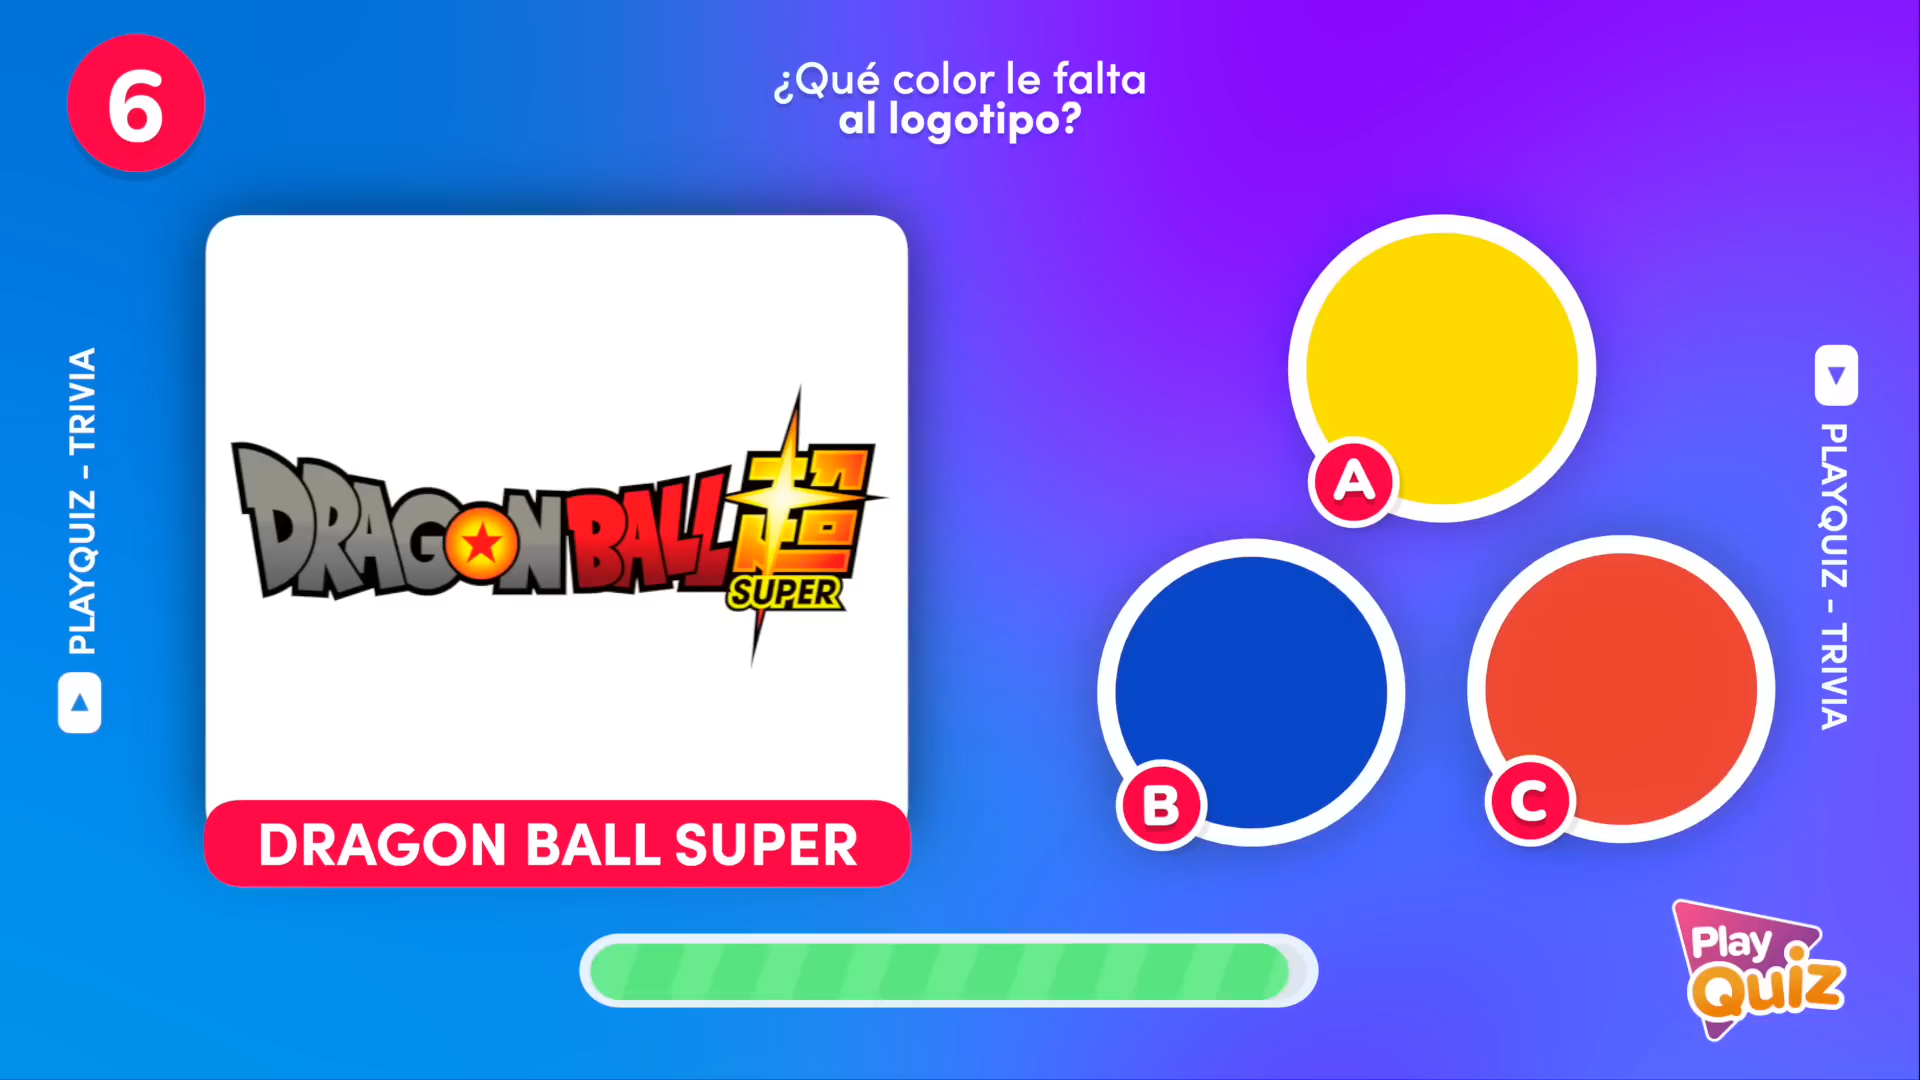 6
¿Qué color le falta
al logotipo?
PLAYQUIZ - TRIVIA
DRAGON BALL 超
SUPER
DRAGON BALL SUPER
A
B
C
PLAYQUIZ - TRIVIA
Play
Quiz